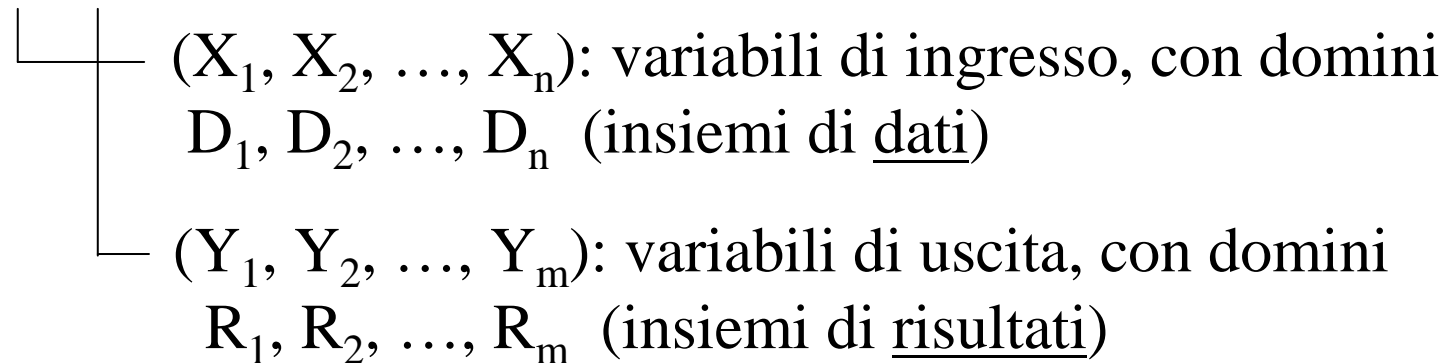 (X₁, X₂, …, Xₙ): variabili di ingresso, con domini
D₁, D₂, …, Dₙ (insiemi di dati)
(Y₁, Y₂, …, Yₘ): variabili di uscita, con domini
R₁, R₂, …, Rₘ (insiemi di risultati)